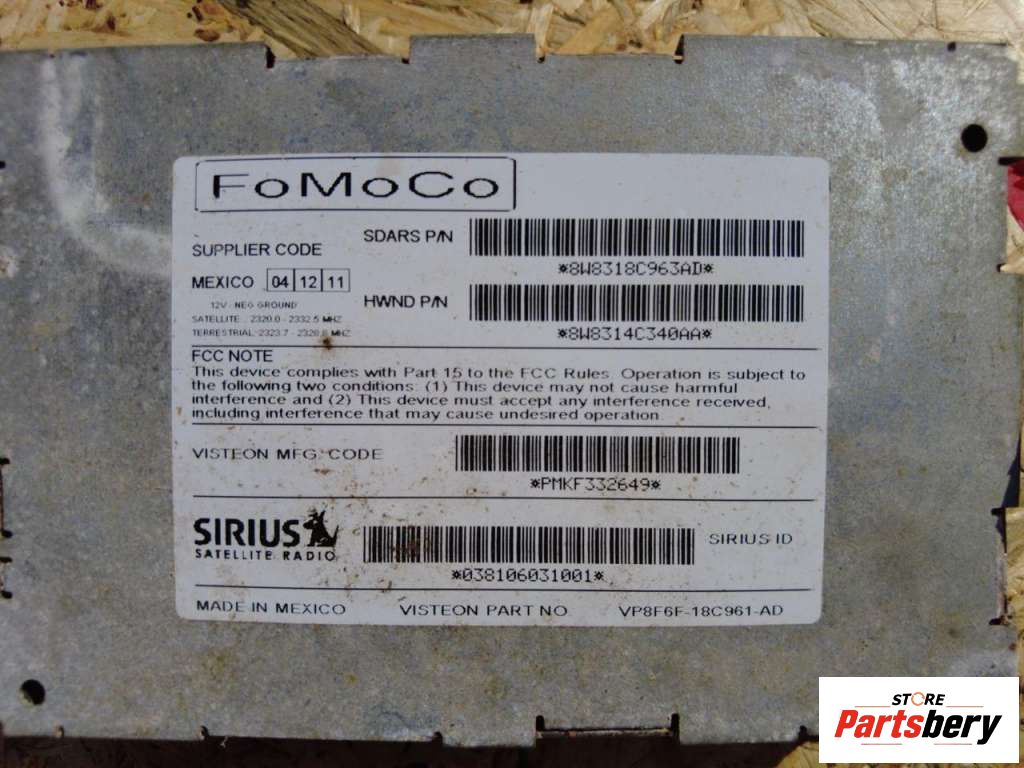 FoMoCo
SUPPLIER CODE
SDARS P/N
*8W8318C963AD*
MEXICO 04 12 11
HWND P/N
*8W8314C340AA*
12V - NEG GROUND
SATELLITE : 2320.0 - 2332.5 MHZ
TERRESTRIAL: 2323.7 - 2328.8 MHZ
FCC NOTE
This device complies with Part 15 to the FCC Rules. Operation is subject to
the following two conditions: (1) This device may not cause harmful
interference and (2) This device must accept any interference received,
including interference that may cause undesired operation.
VISTEON MFG. CODE
*PMKF332649*
SIRIUS
SATELLITE RADIO
SIRIUS ID
*038106031001*
MADE IN MEXICO VISTEON PART NO. VP8F6F-18C961-AD
STORE
Partsbery